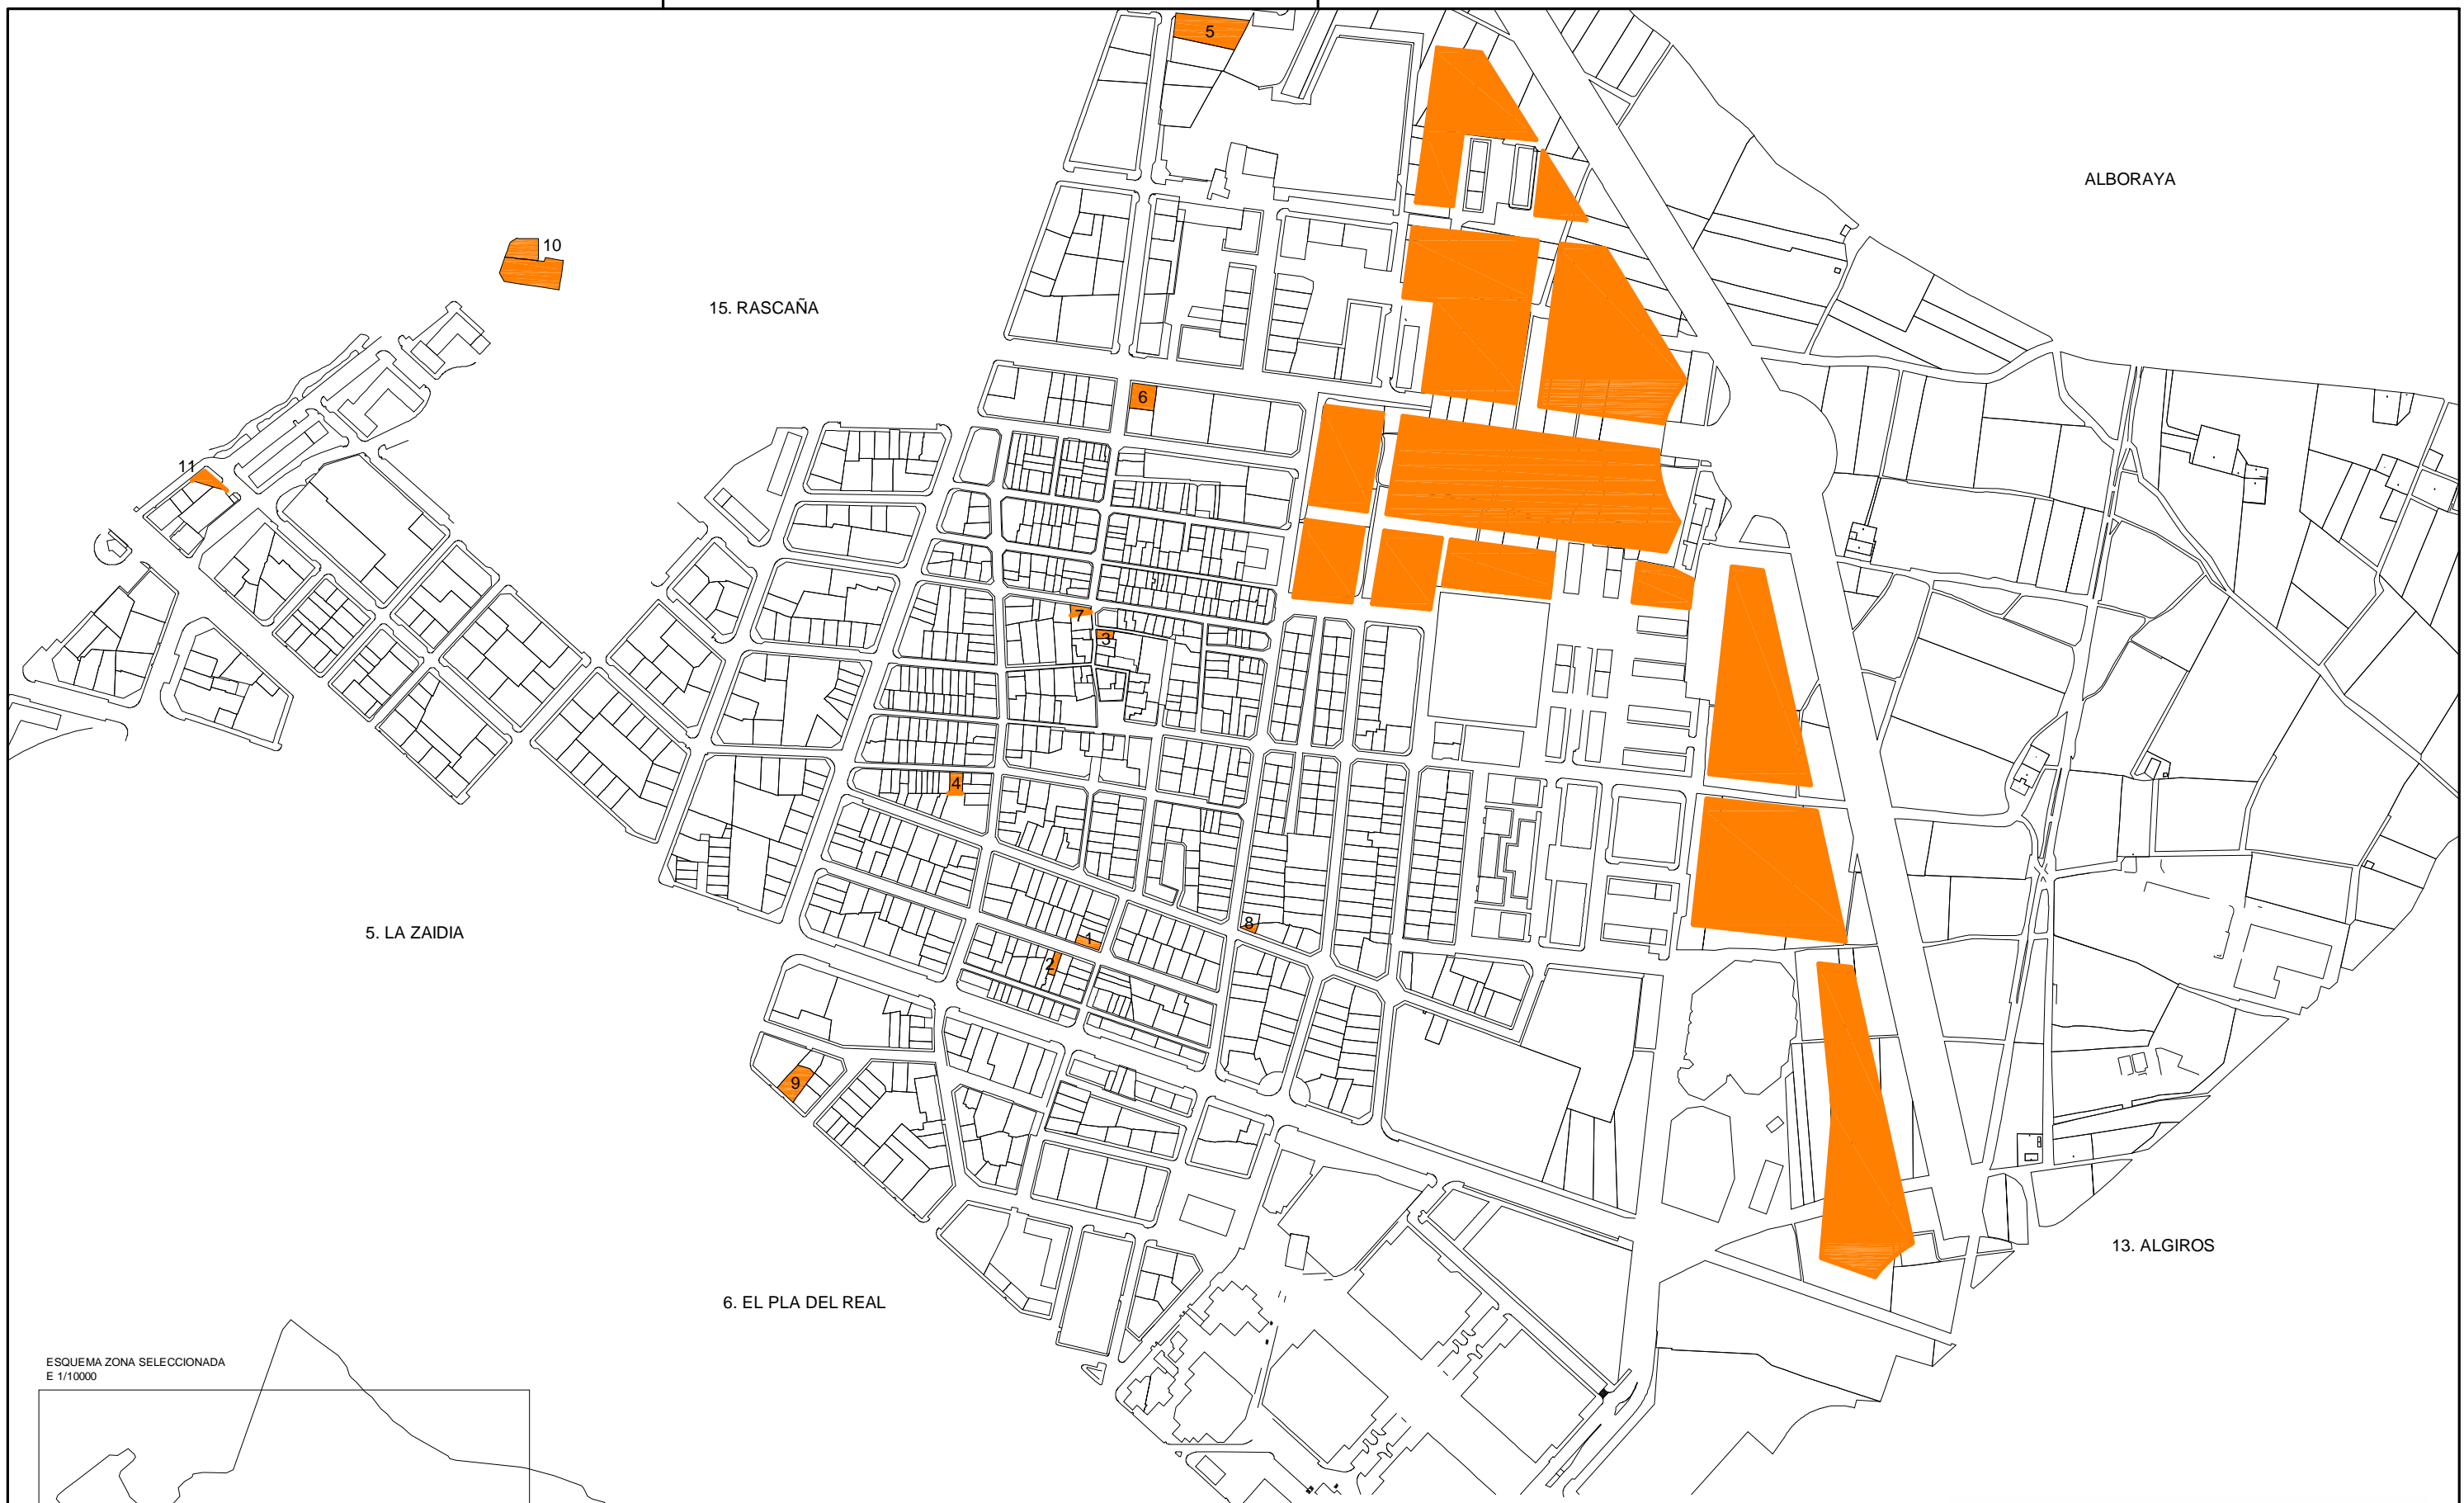 5
ALBORAYA
10
15. RASCAÑA
6
11
7
3
4
8
5. LA ZAIDIA
1
2
9
13. ALGIROS
6. EL PLA DEL REAL
ESQUEMA ZONA SELECCIONADA
E 1/10000